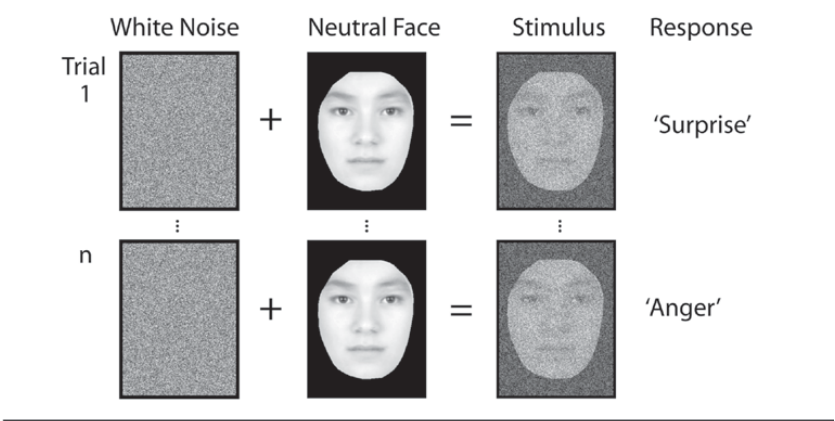 White Noise Neutral Face Stimulus Response
Trial
1
+ = 'Surprise'
n
+ = 'Anger'